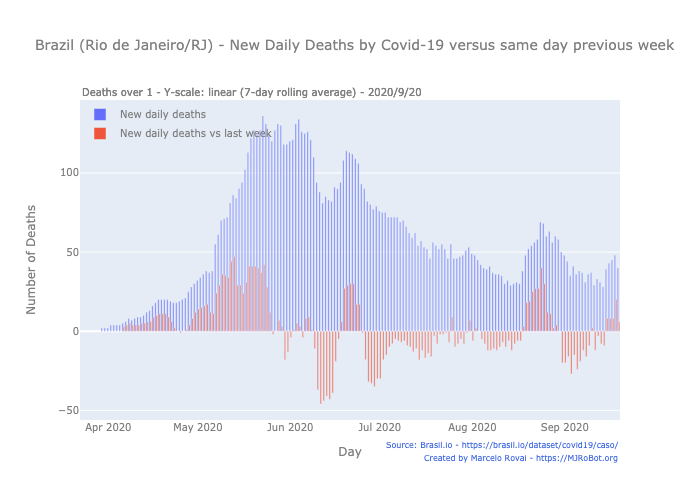 Brazil (Rio de Janeiro/RJ) - New Daily Deaths by Covid-19 versus same day previous week
Deaths over 1 - Y-scale: linear (7-day rolling average) - 2020/9/20
New daily deaths
New daily deaths vs last week
100
50
0
−50
Number of Deaths
Apr 2020
May 2020
Jun 2020
Jul 2020
Aug 2020
Sep 2020
Day
Source: Brasil.io - https://brasil.io/dataset/covid19/caso/
Created by Marcelo Rovai - https://MJRoBot.org